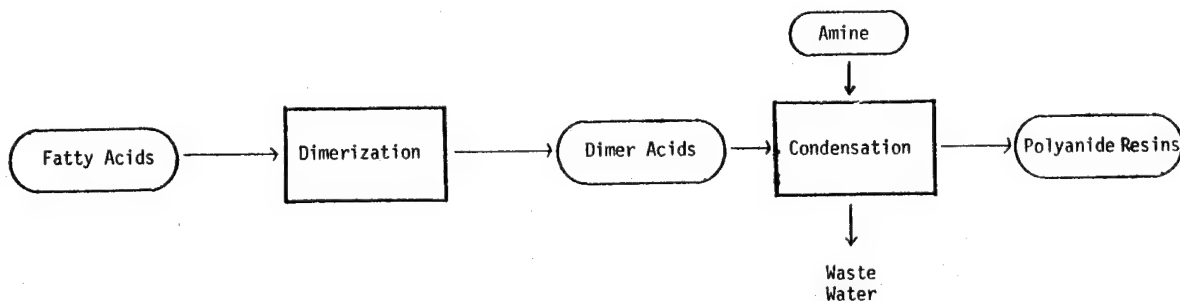 Amine
Fatty Acids
Dimerization
Dimer Acids
Condensation
Polyanide Resins
Waste
Water